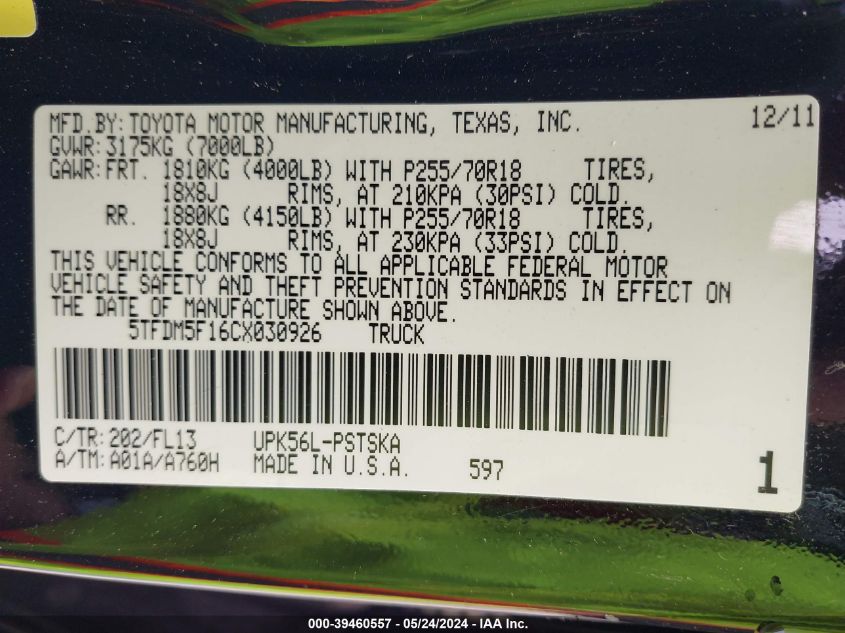 MFD.BY:TOYOTA MOTOR MANUFACTURING, TEXAS, INC. 12/11
GVWR:3175KG (7000LB)
GAWR:FRT. 1810KG (4000LB) WITH P255/70R18 TIRES,
18X8J RIMS, AT 210KPA (30PSI) COLD.
RR. 1880KG (4150LB) WITH P255/70R18 TIRES,
18X8J RIMS, AT 230KPA (33PSI) COLD.
THIS VEHICLE CONFORMS TO ALL APPLICABLE FEDERAL MOTOR
VEHICLE SAFETY AND THEFT PREVENTION STANDARDS IN EFFECT ON
THE DATE OF MANUFACTURE SHOWN ABOVE.
5TFDM5F16CX030926 TRUCK
C/TR:202/FL13 UPK56L-PSTSKA
A/TM:A01A/A760H MADE IN U.S.A. 597 1
000-39460557 - 05/24/2024 - IAA Inc.